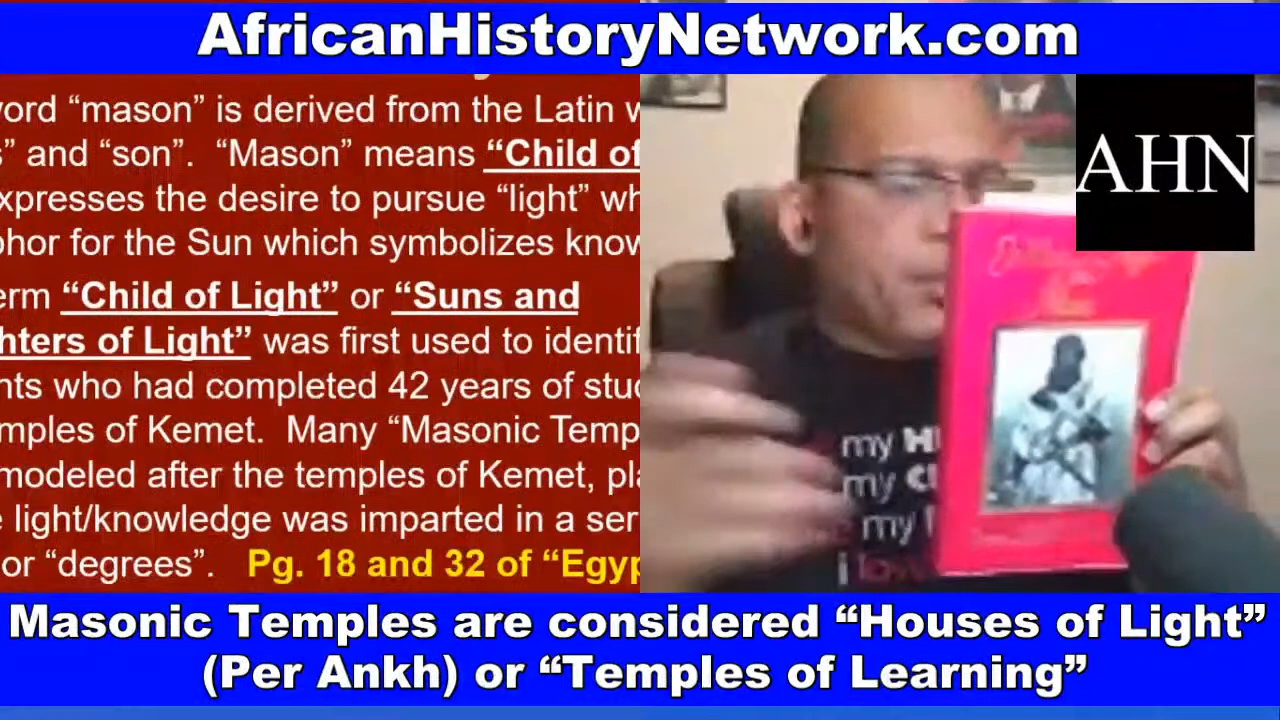 AfricanHistoryNetwork.com
ord “mason” is derived from the Latin w
” and “son”. “Mason” means “Child of
xpresses the desire to pursue “light” wh
phor for the Sun which symbolizes know
erm “Child of Light” or “Suns and
hters of Light” was first used to identif
nts who had completed 42 years of stu
mples of Kemet. Many “Masonic Temp
modeled after the temples of Kemet, pla
light/knowledge was imparted in a ser
or “degrees”. Pg. 18 and 32 of “Egyp
AHN
my
my
my
i
Masonic Temples are considered “Houses of Light”
(Per Ankh) or “Temples of Learning”